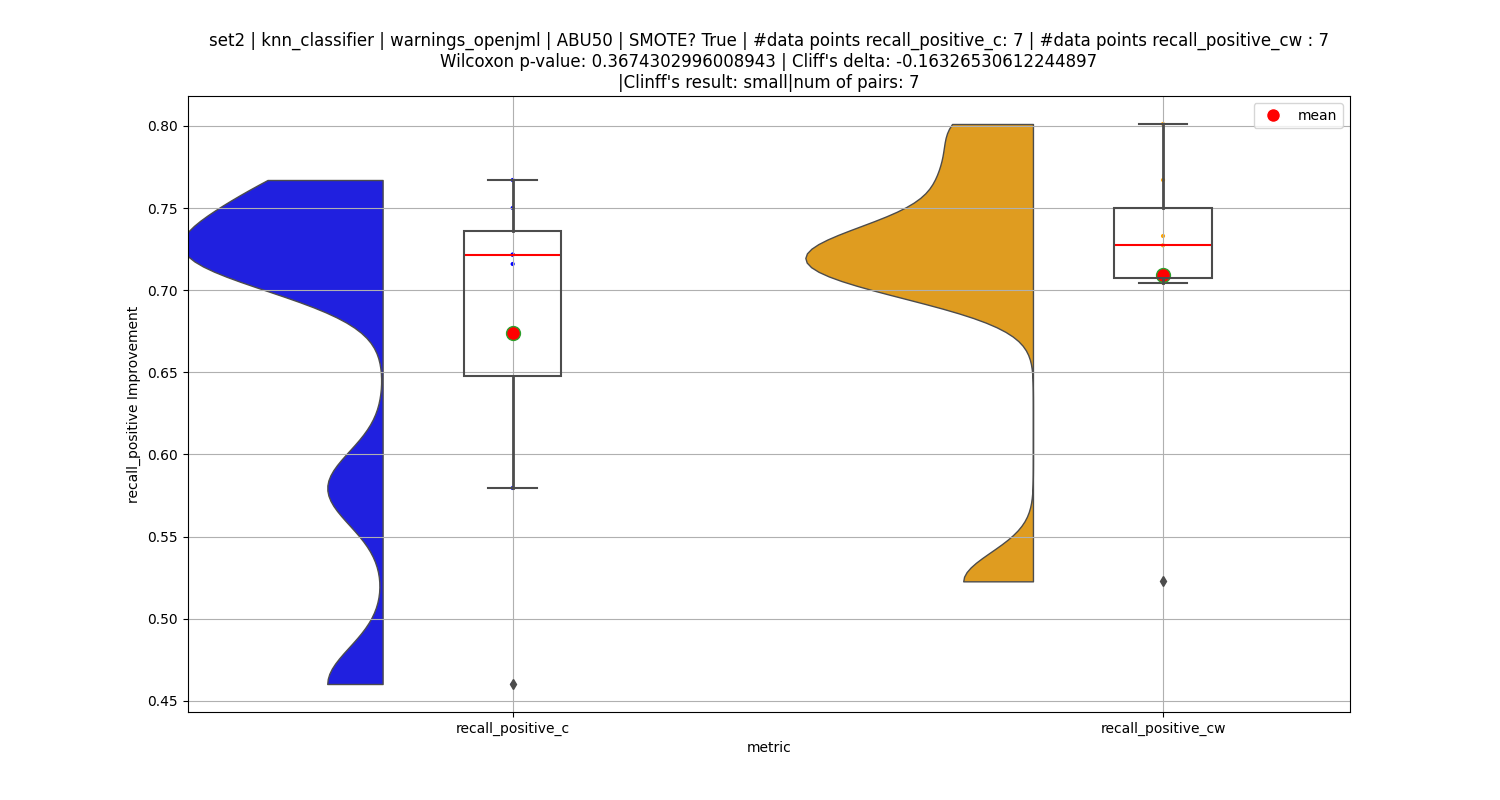 set2 | knn_classifier | warnings_openjml | ABU50 | SMOTE? True | #data points recall_positive_c: 7 | #data points recall_positive_cw : 7
Wilcoxon p-value: 0.3674302996008943 | Cliff's delta: -0.16326530612244897
|Clinff's result: small|num of pairs: 7
mean
0.80
0.75
0.70
0.65
0.60
0.55
0.50
0.45
recall_positive Improvement
recall_positive_c
recall_positive_cw
metric